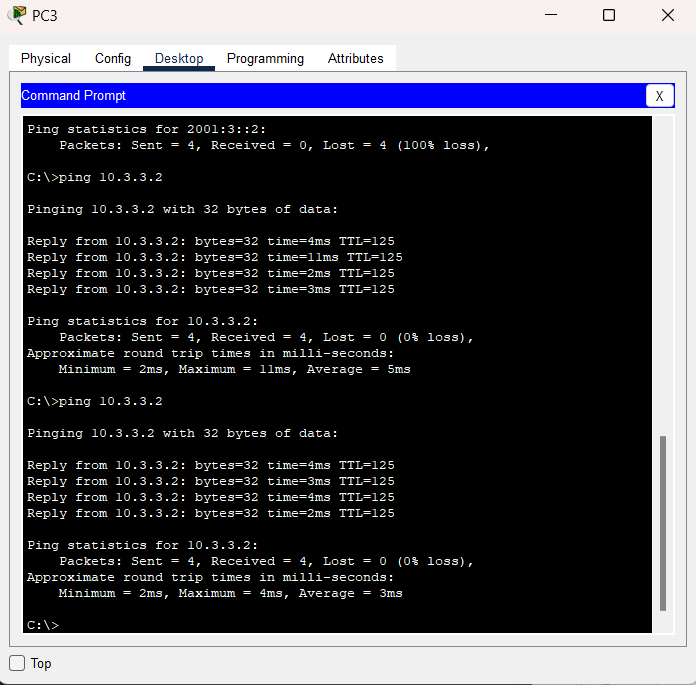 PC3
Physical Config Desktop Programming Attributes
Command Prompt
X
Ping statistics for 2001:3::2:
Packets: Sent = 4, Received = 0, Lost = 4 (100% loss),
C:\>ping 10.3.3.2
Pinging 10.3.3.2 with 32 bytes of data:
Reply from 10.3.3.2: bytes=32 time=4ms TTL=125
Reply from 10.3.3.2: bytes=32 time=11ms TTL=125
Reply from 10.3.3.2: bytes=32 time=2ms TTL=125
Reply from 10.3.3.2: bytes=32 time=3ms TTL=125
Ping statistics for 10.3.3.2:
Packets: Sent = 4, Received = 4, Lost = 0 (0% loss),
Approximate round trip times in milli-seconds:
Minimum = 2ms, Maximum = 11ms, Average = 5ms
C:\>ping 10.3.3.2
Pinging 10.3.3.2 with 32 bytes of data:
Reply from 10.3.3.2: bytes=32 time=4ms TTL=125
Reply from 10.3.3.2: bytes=32 time=3ms TTL=125
Reply from 10.3.3.2: bytes=32 time=4ms TTL=125
Reply from 10.3.3.2: bytes=32 time=2ms TTL=125
Ping statistics for 10.3.3.2:
Packets: Sent = 4, Received = 4, Lost = 0 (0% loss),
Approximate round trip times in milli-seconds:
Minimum = 2ms, Maximum = 4ms, Average = 3ms
C:\>
Top